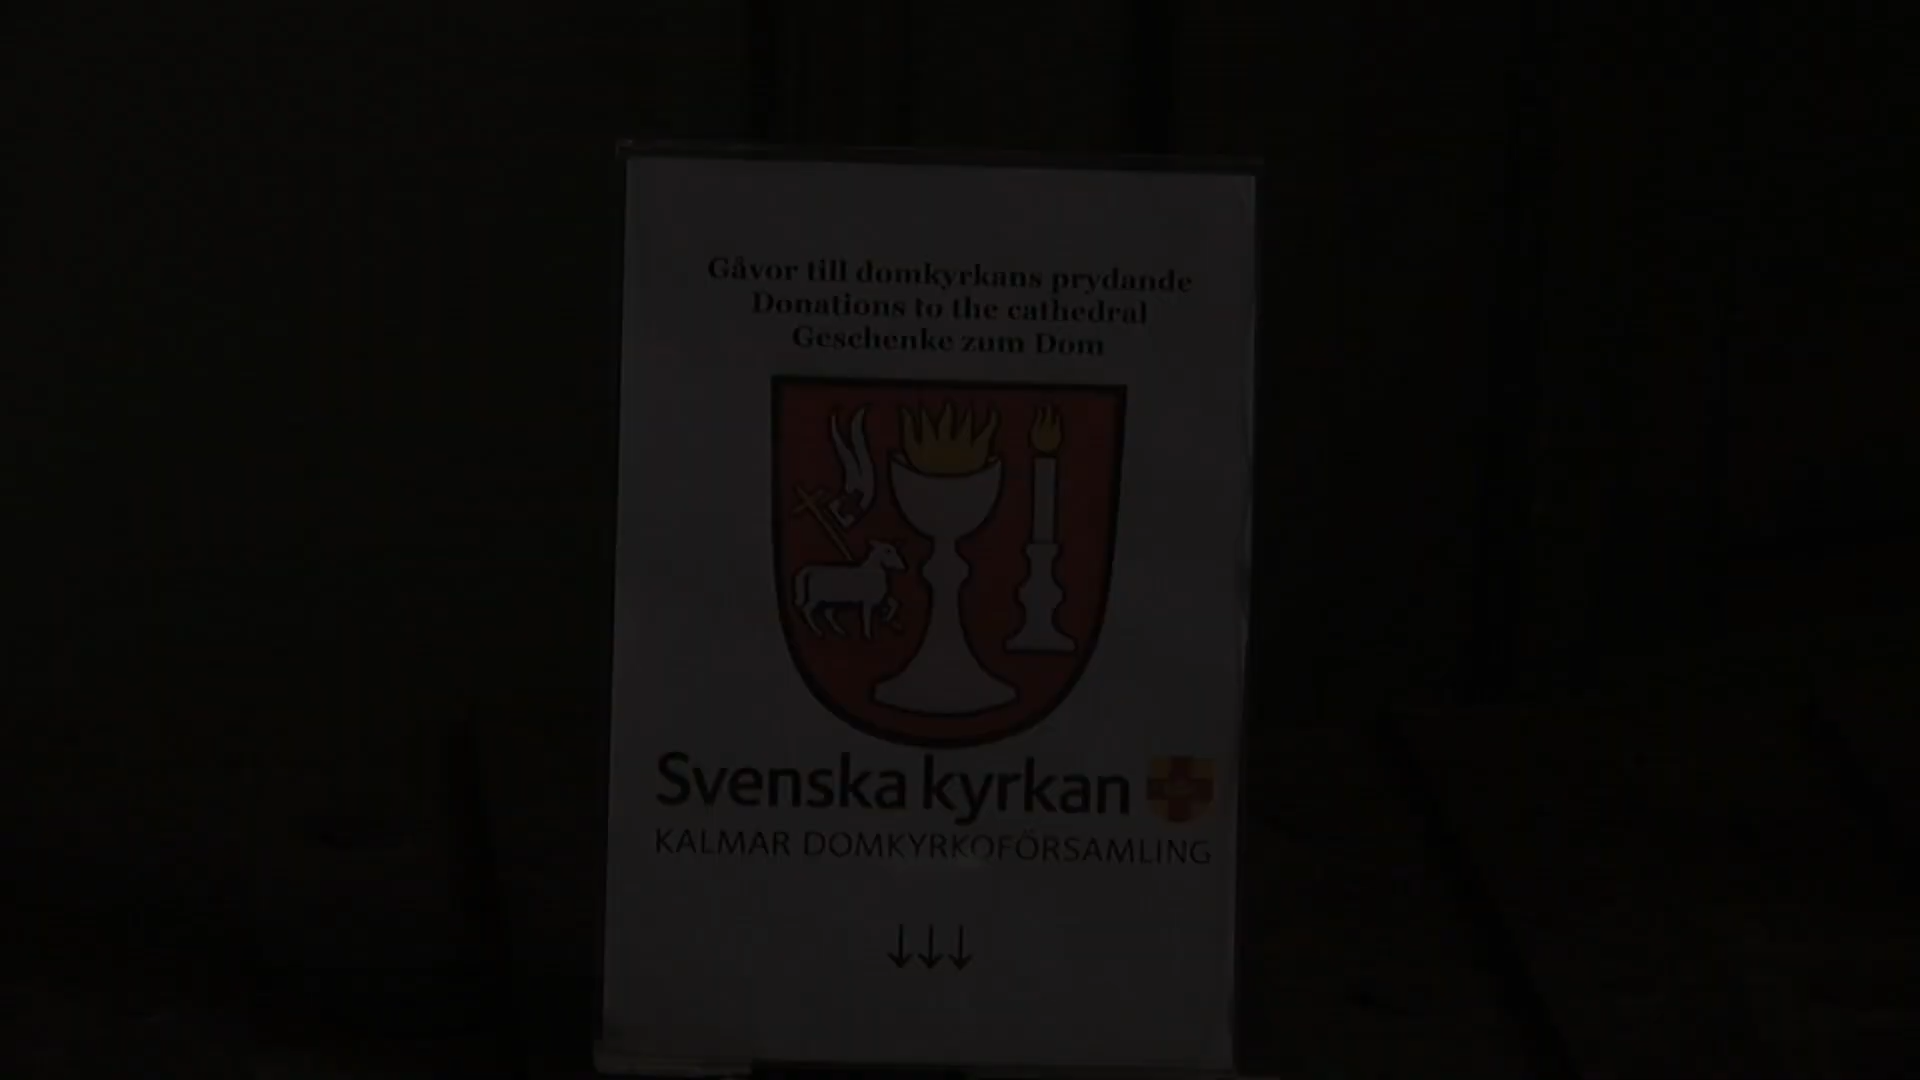 Gåvor till domkyrkans prydande
Donations to the cathedral
Geschenke zum Dom
Svenska kyrkan
KALMAR DOMKYRKOFÖRSAMLING
↓↓↓